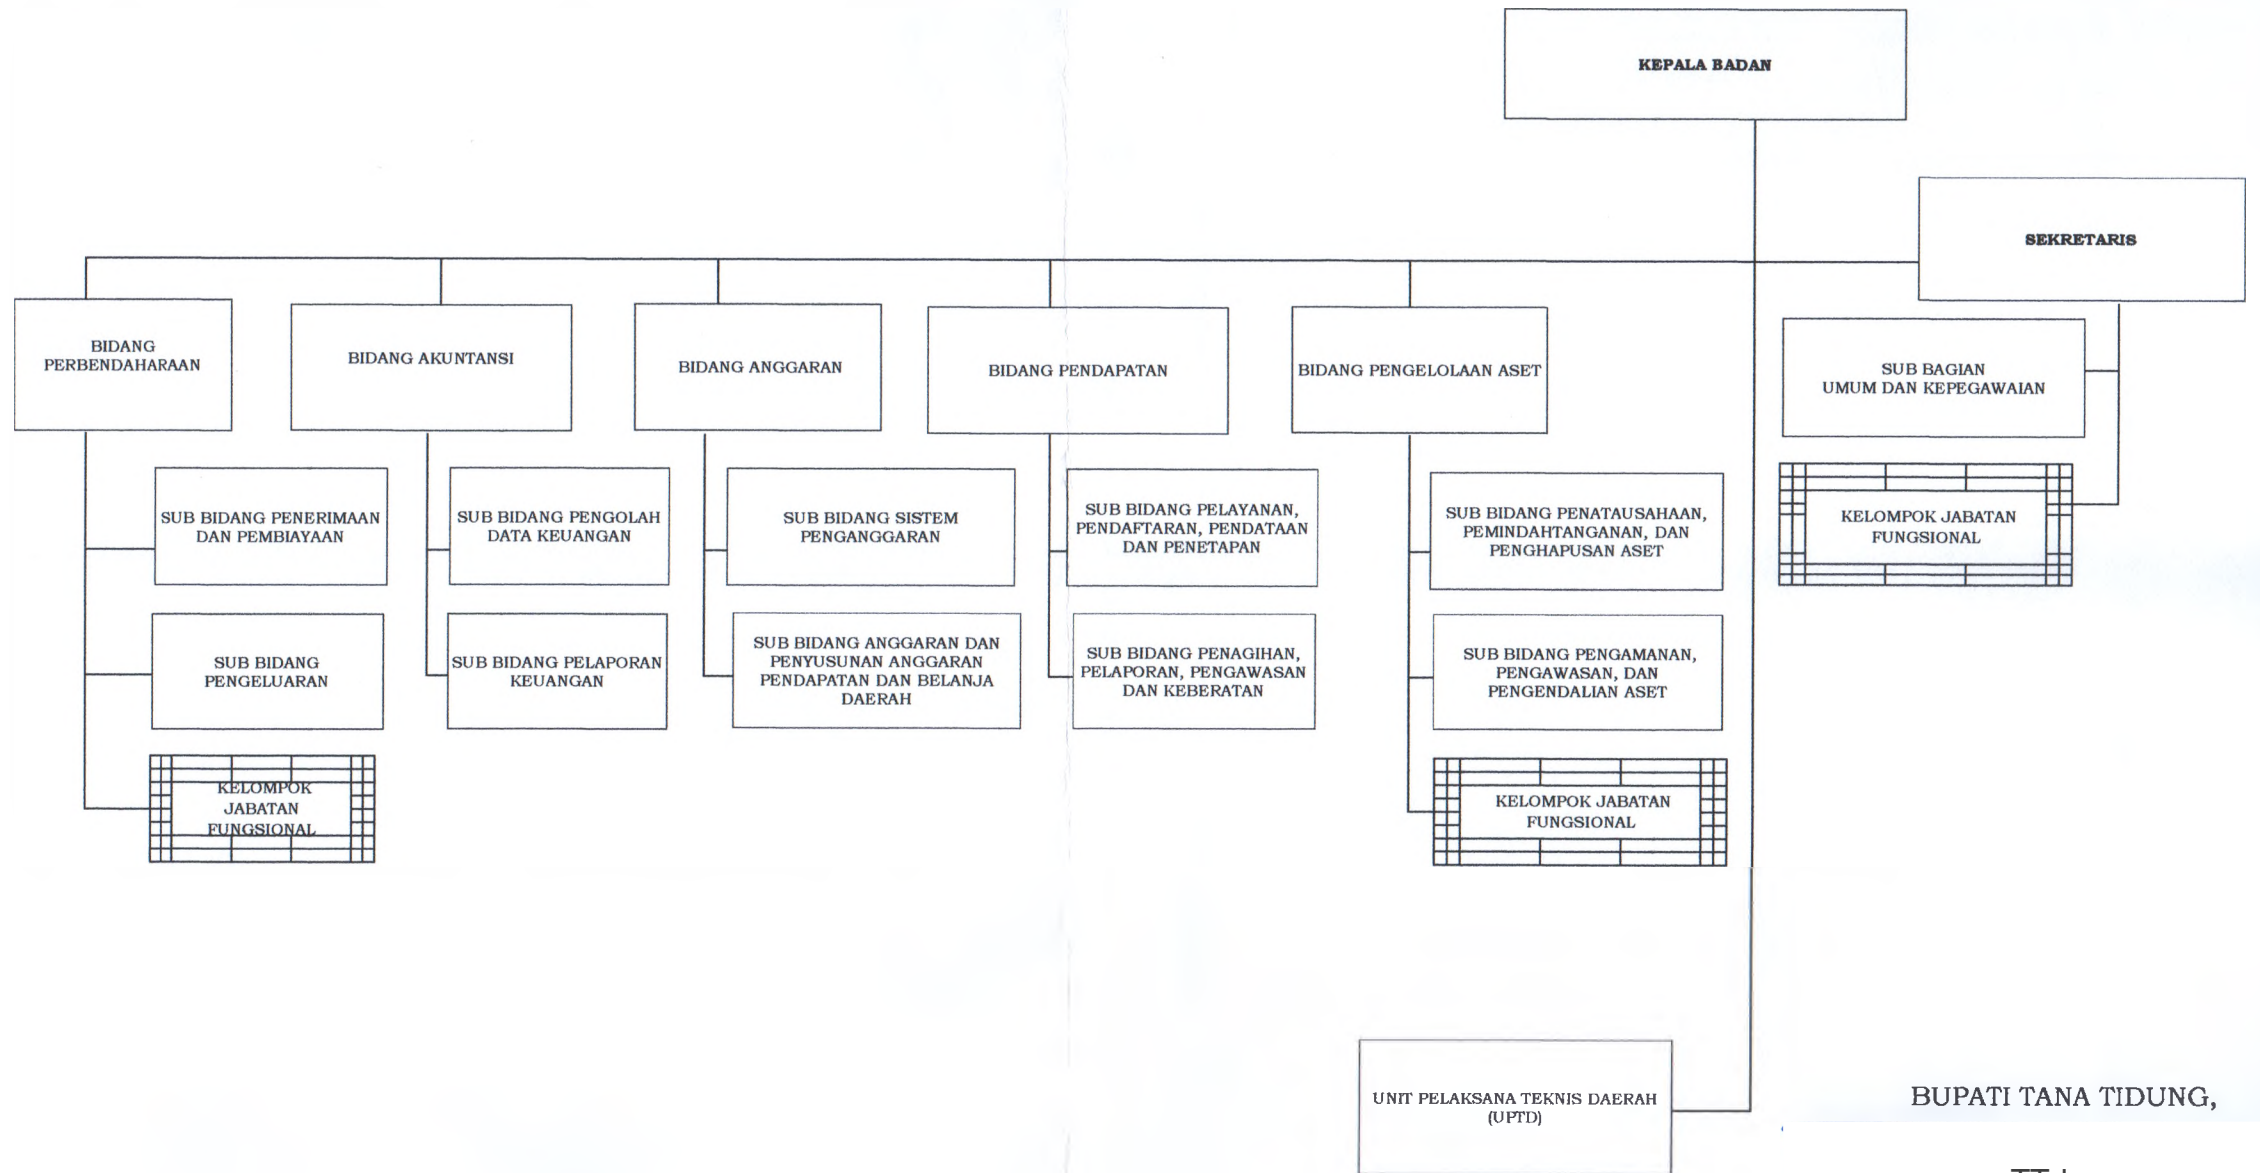 KEPALA BADAN
SEKRETARIS
BIDANG
PERBENDAHARAAN
BIDANG AKUNTANSI
BIDANG ANGGARAN
BIDANG PENDAPATAN
BIDANG PENGELOLAAN ASET
SUB BAGIAN
UMUM DAN KEPEGAWAIAN
SUB BIDANG PENERIMAAN
DAN PEMBIAYAAN
SUB BIDANG PENGOLAH
DATA KEUANGAN
SUB BIDANG SISTEM
PENGANGGARAN
SUB BIDANG PELAYANAN,
PENDAFTARAN, PENDATAAN
DAN PENETAPAN
SUB BIDANG PENATAUSAHAAN,
PEMINDAHTANGANAN, DAN
PENGHAPUSAN ASET
KELOMPOK JABATAN
FUNGSIONAL
SUB BIDANG
PENGELUARAN
SUB BIDANG PELAPORAN
KEUANGAN
SUB BIDANG ANGGARAN DAN
PENYUSUNAN ANGGARAN
PENDAPATAN DAN BELANJA
DAERAH
SUB BIDANG PENAGIHAN,
PELAPORAN, PENGAWASAN
DAN KEBERATAN
SUB BIDANG PENGAMANAN,
PENGAWASAN, DAN
PENGENDALIAN ASET
KELOMPOK
JABATAN
FUNGSIONAL
KELOMPOK JABATAN
FUNGSIONAL
UNIT PELAKSANA TEKNIS DAERAH
(UPTD)
BUPATI TANA TIDUNG,